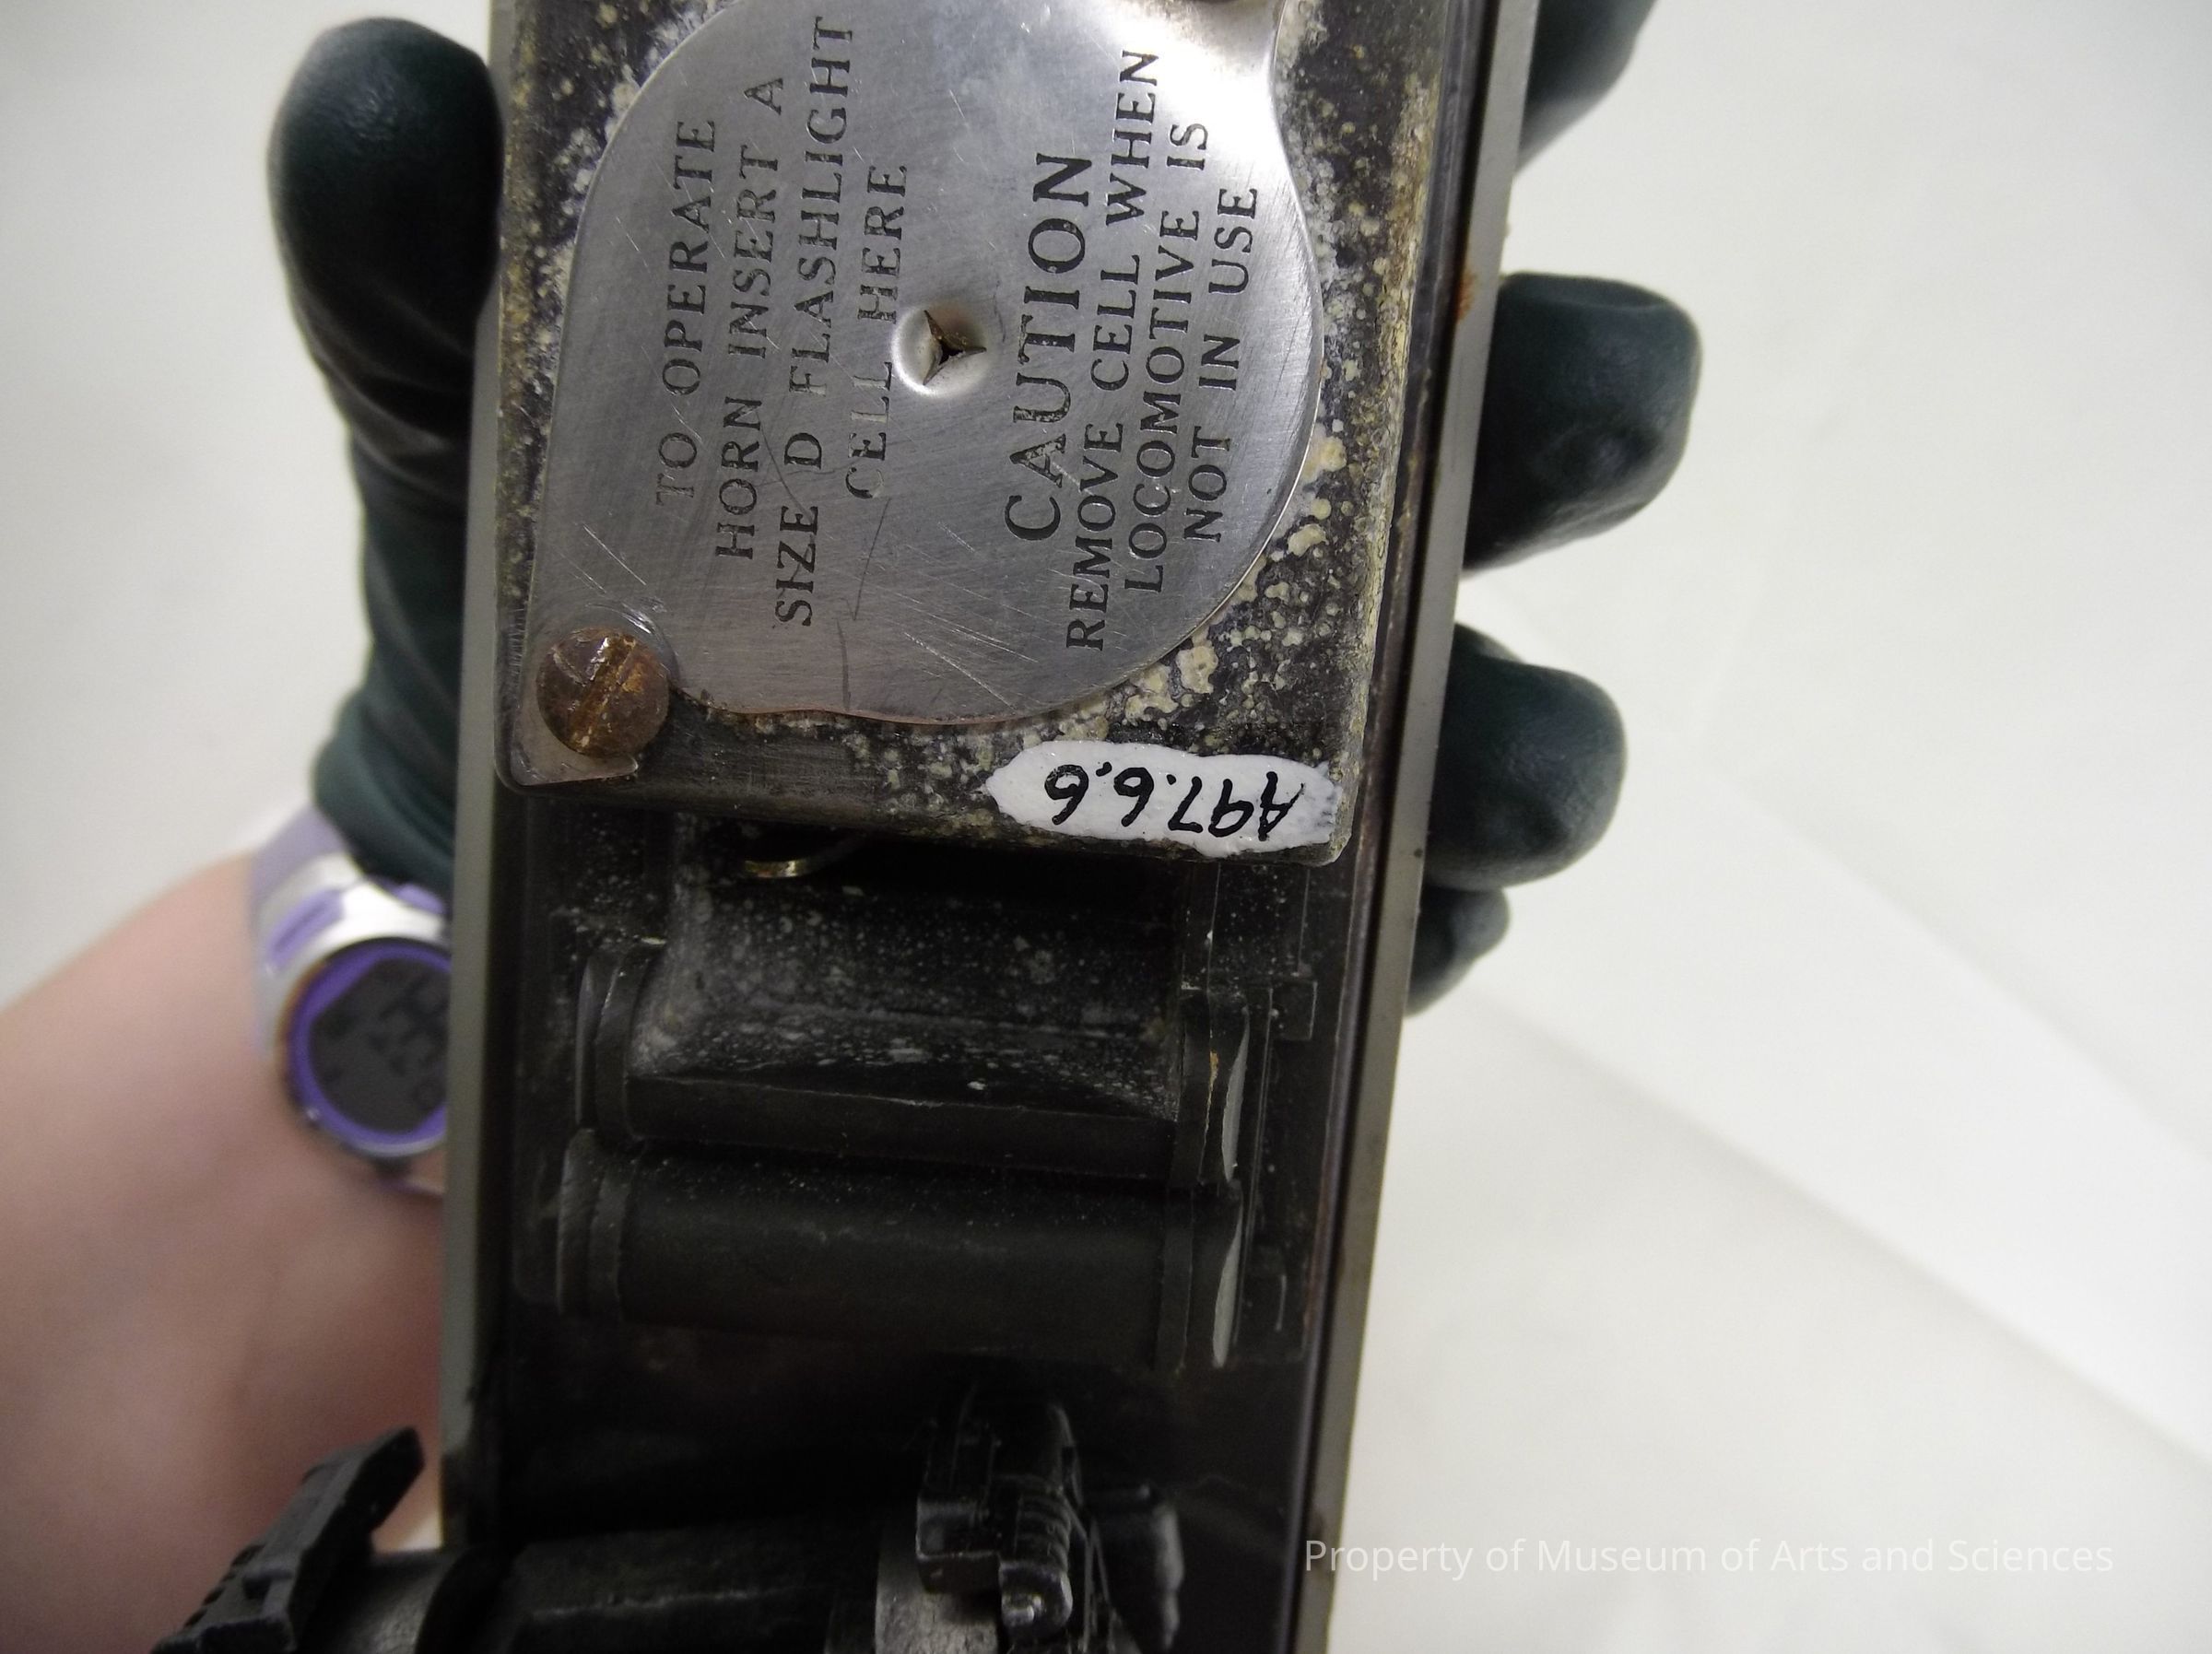 TO OPERATE
HORN INSERT A
SIZE D FLASHLIGHT
CELL HERE
CAUTION
REMOVE CELL WHEN
LOCOMOTIVE IS
NOT IN USE
A97.6.6
Property of Museum of Arts and Sciences